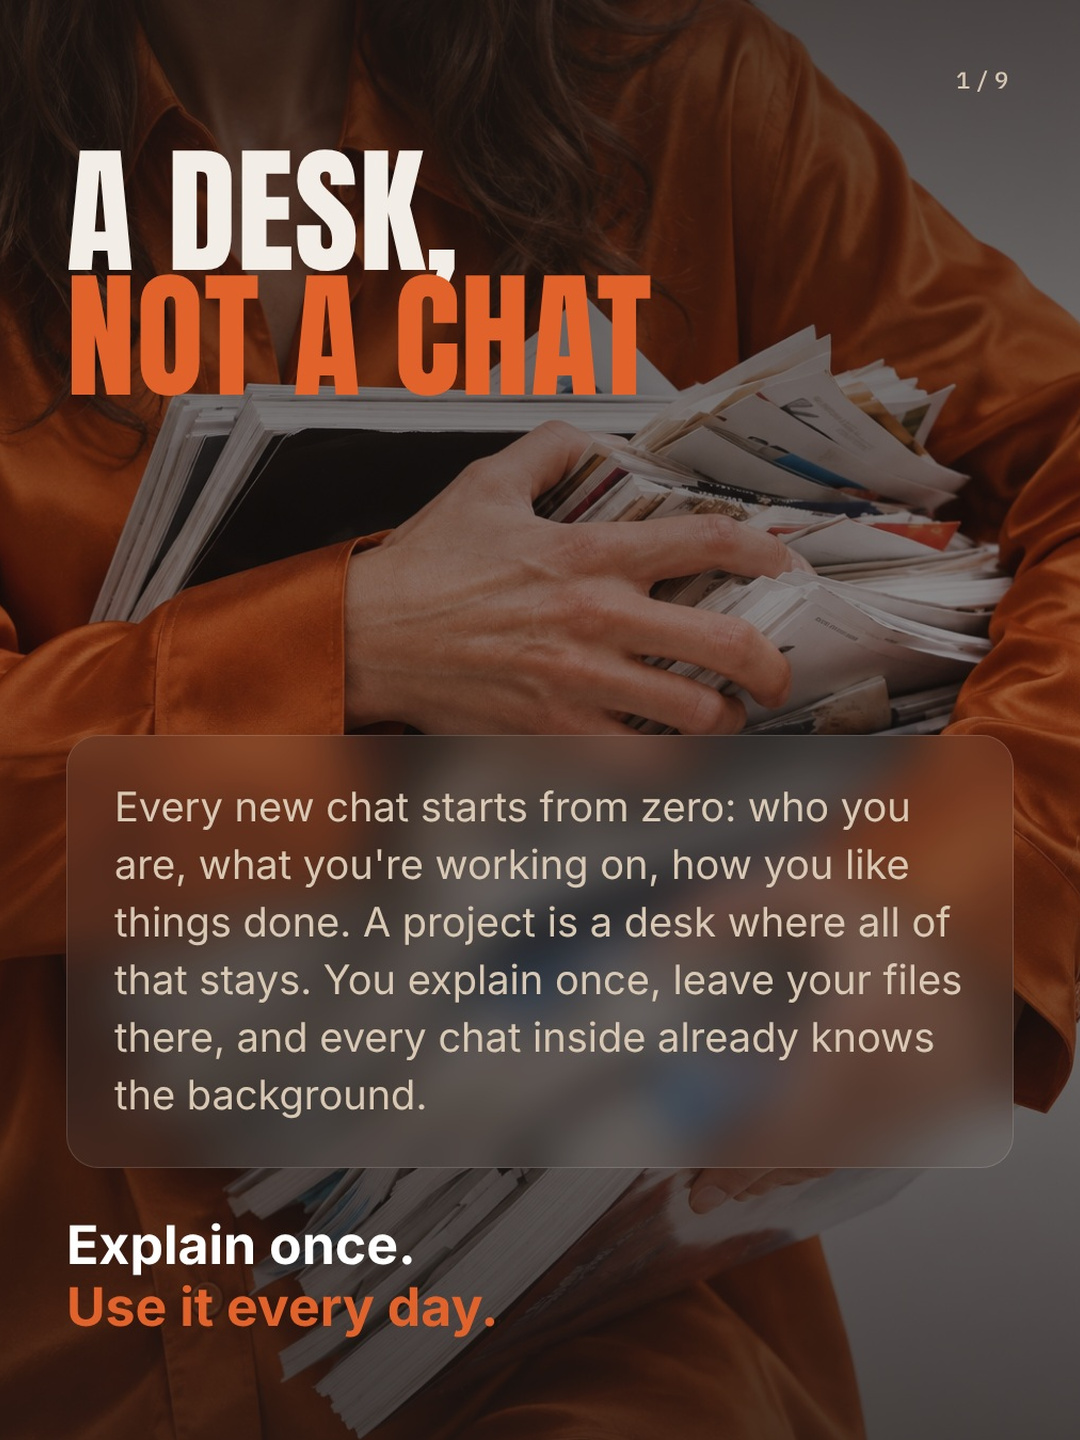 1 / 9
A DESK,
NOT A CHAT
Every new chat starts from zero: who you
are, what you're working on, how you like
things done. A project is a desk where all of
that stays. You explain once, leave your files
there, and every chat inside already knows
the background.
Explain once.
Use it every day.